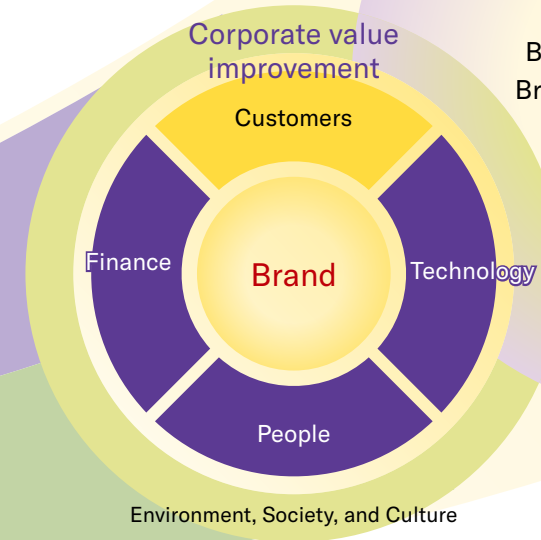 Corporate value
improvement
Customers
Finance
Brand
Technology
People
Environment, Society, and Culture